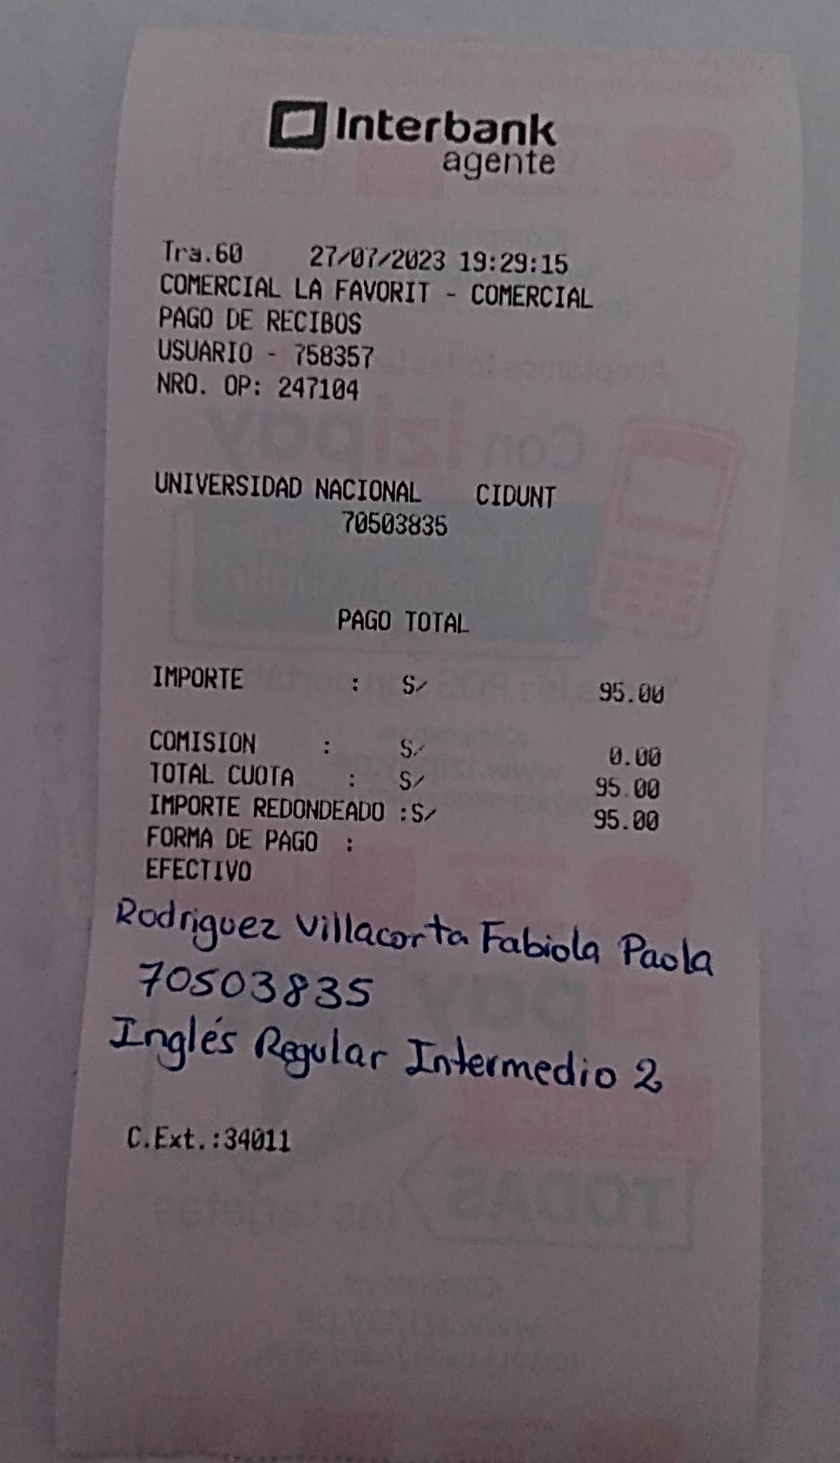 Interbank
agente
Tra.60 27/07/2023 19:29:15
COMERCIAL LA FAVORIT - COMERCIAL
PAGO DE RECIBOS
USUARIO - 758357
NRO. OP: 247104
UNIVERSIDAD NACIONAL CIDUNT
70503835
PAGO TOTAL
IMPORTE : S/ 95.00
COMISION : S/ 0.00
TOTAL CUOTA : S/ 95.00
IMPORTE REDONDEADO :S/ 95.00
FORMA DE PAGO :
EFECTIVO
Rodriguez Villacorta Fabiola Paola
70503835
Inglés Regular Intermedio 2
C.Ext.:34011